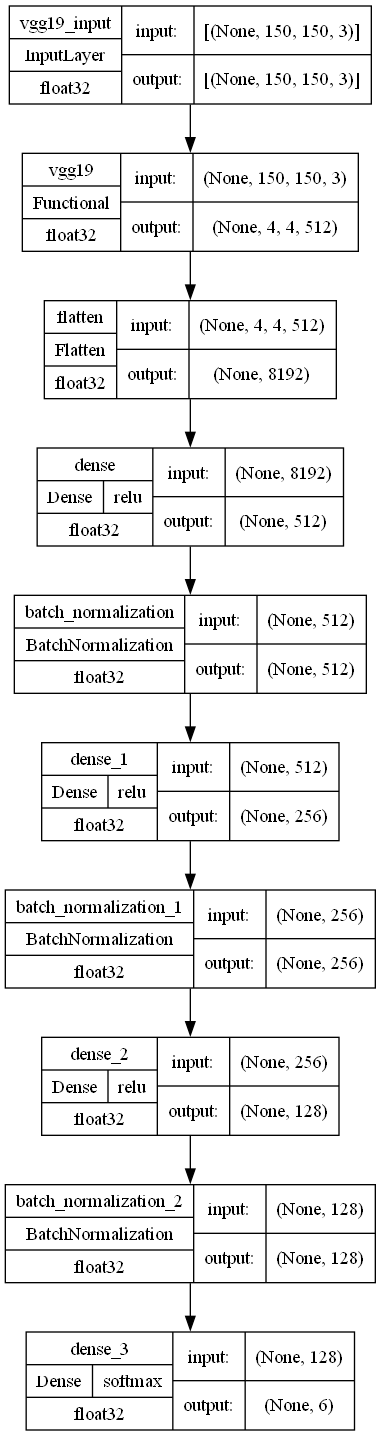 vgg19_input input: [(None, 150, 150, 3)]
InputLayer
float32 output: [(None, 150, 150, 3)]
vgg19 input: (None, 150, 150, 3)
Functional
float32 output: (None, 4, 4, 512)
flatten input: (None, 4, 4, 512)
Flatten
float32 output: (None, 8192)
dense input: (None, 8192)
Dense relu
float32 output: (None, 512)
batch_normalization input: (None, 512)
BatchNormalization
float32 output: (None, 512)
dense_1 input: (None, 512)
Dense relu
float32 output: (None, 256)
batch_normalization_1 input: (None, 256)
BatchNormalization
float32 output: (None, 256)
dense_2 input: (None, 256)
Dense relu
float32 output: (None, 128)
batch_normalization_2 input: (None, 128)
BatchNormalization
float32 output: (None, 128)
dense_3 input: (None, 128)
Dense softmax
float32 output: (None, 6)